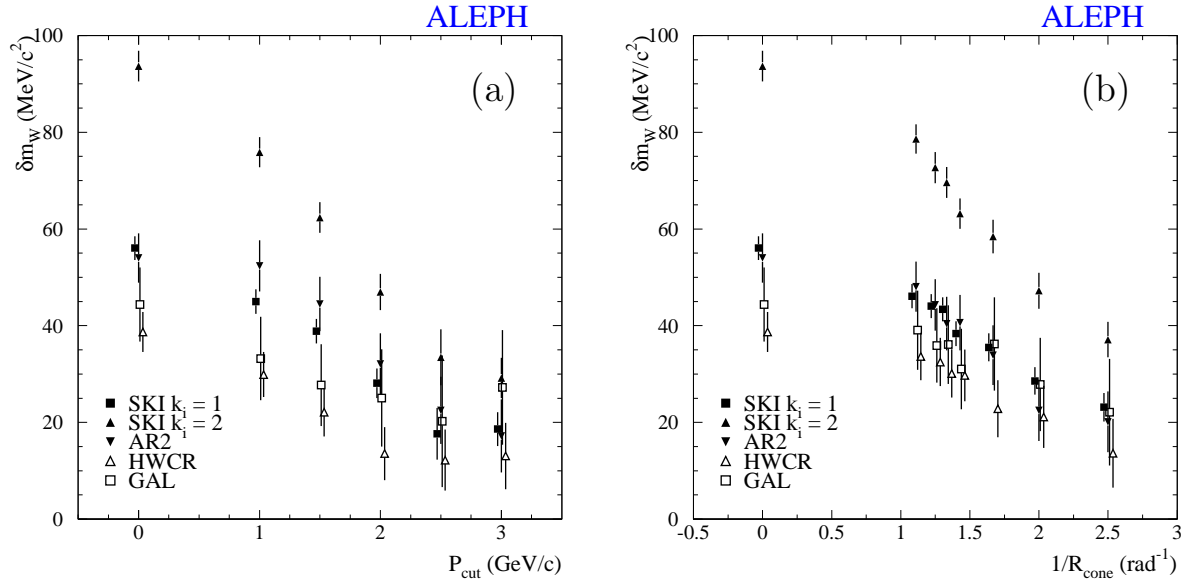 ALEPH
δm_W (MeV/c²)
100
80
60
40
20
0
(a)
SKI k_i = 1
SKI k_i = 2
AR2
HWCR
GAL
0 1 2 3
P_cut (GeV/c)
ALEPH
δm_W (MeV/c²)
100
80
60
40
20
0
(b)
SKI k_i = 1
SKI k_i = 2
AR2
HWCR
GAL
-0.5 0 0.5 1 1.5 2 2.5 3
1/R_cone (rad⁻¹)